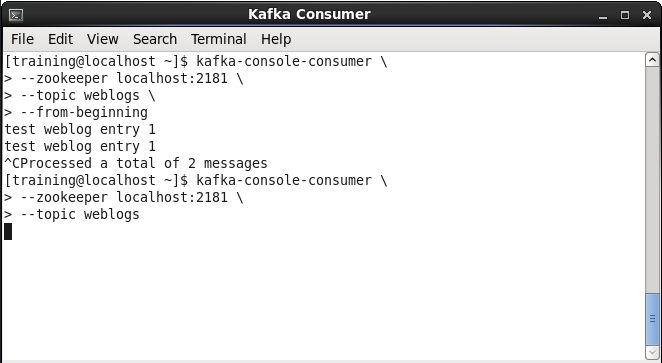 Kafka Consumer
File Edit View Search Terminal Help
[training@localhost ~]$ kafka-console-consumer \
> --zookeeper localhost:2181 \
> --topic weblogs \
> --from-beginning
test weblog entry 1
test weblog entry 1
^CProcessed a total of 2 messages
[training@localhost ~]$ kafka-console-consumer \
> --zookeeper localhost:2181 \
> --topic weblogs